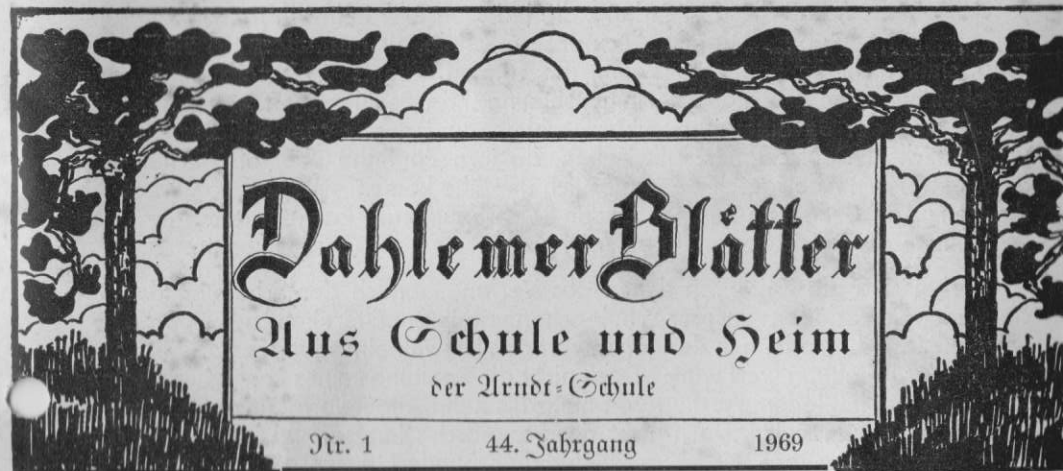 Dahlemer Blätter
Aus Schule und Heim
der Arndt=Schule
Nr. 1 44. Jahrgang 1969